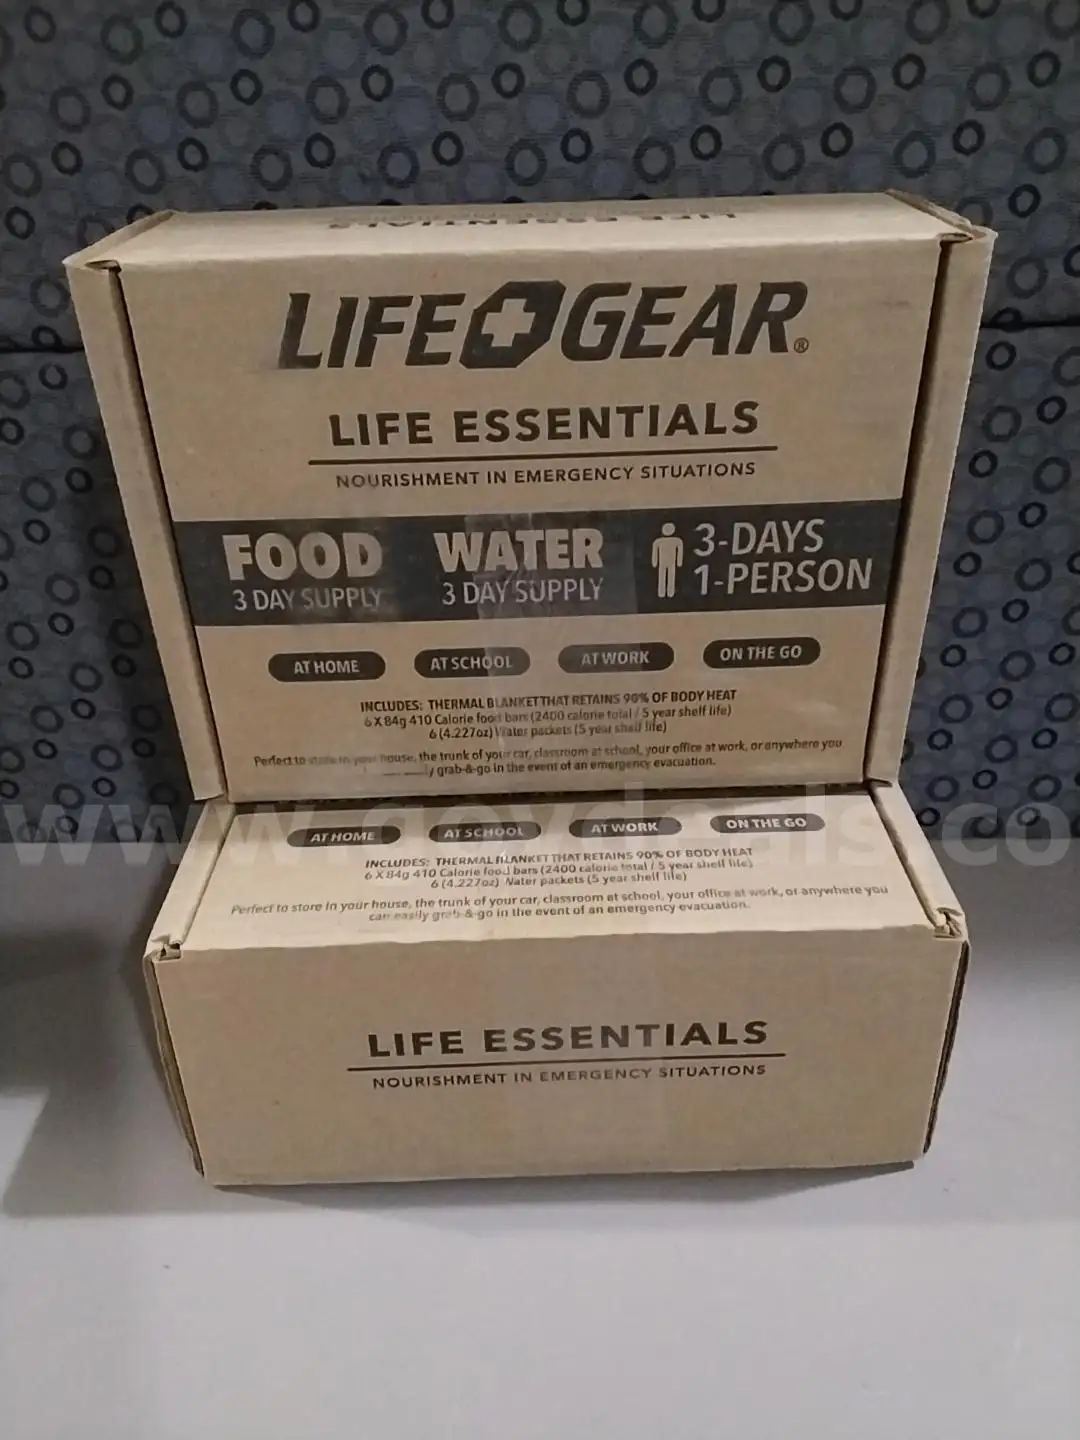 LIFE ESSENTIALS
LIFE GEAR®
LIFE ESSENTIALS
NOURISHMENT IN EMERGENCY SITUATIONS
FOOD WATER 3-DAYS
3 DAY SUPPLY 3 DAY SUPPLY 1-PERSON
AT HOME AT SCHOOL AT WORK ON THE GO
INCLUDES: THERMAL BLANKET THAT RETAINS 90% OF BODY HEAT
6 X 84g 410 Calorie food bars (2400 calorie total / 5 year shelf life)
6 (4.227oz) Water packets (5 year shelf life)
Perfect to store in your house, the trunk of your car, classroom at school, your office at work, or anywhere you
grab-&-go in the event of an emergency evacuation.
www.govdeals.co
AT HOME AT SCHOOL AT WORK ON THE GO
INCLUDES: THERMAL BLANKET THAT RETAINS 90% OF BODY HEAT
6 X 84g 410 Calorie food bars (2400 calorie total / 5 year shelf life)
6 (4.227oz) Water packets (5 year shelf life)
Perfect to store in your house, the trunk of your car, classroom at school, your office at work, or anywhere you
can easily grab-&-go in the event of an emergency evacuation.
LIFE ESSENTIALS
NOURISHMENT IN EMERGENCY SITUATIONS